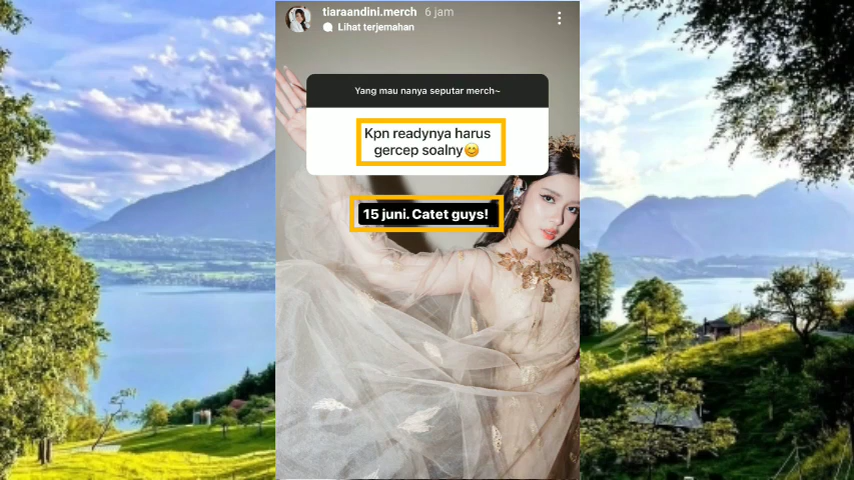 tiaraandini.merch 6 jam
Lihat terjemahan
Yang mau nanya seputar merch~
Kpn readynya harus
gercep soalny😊
15 juni. Catet guys!